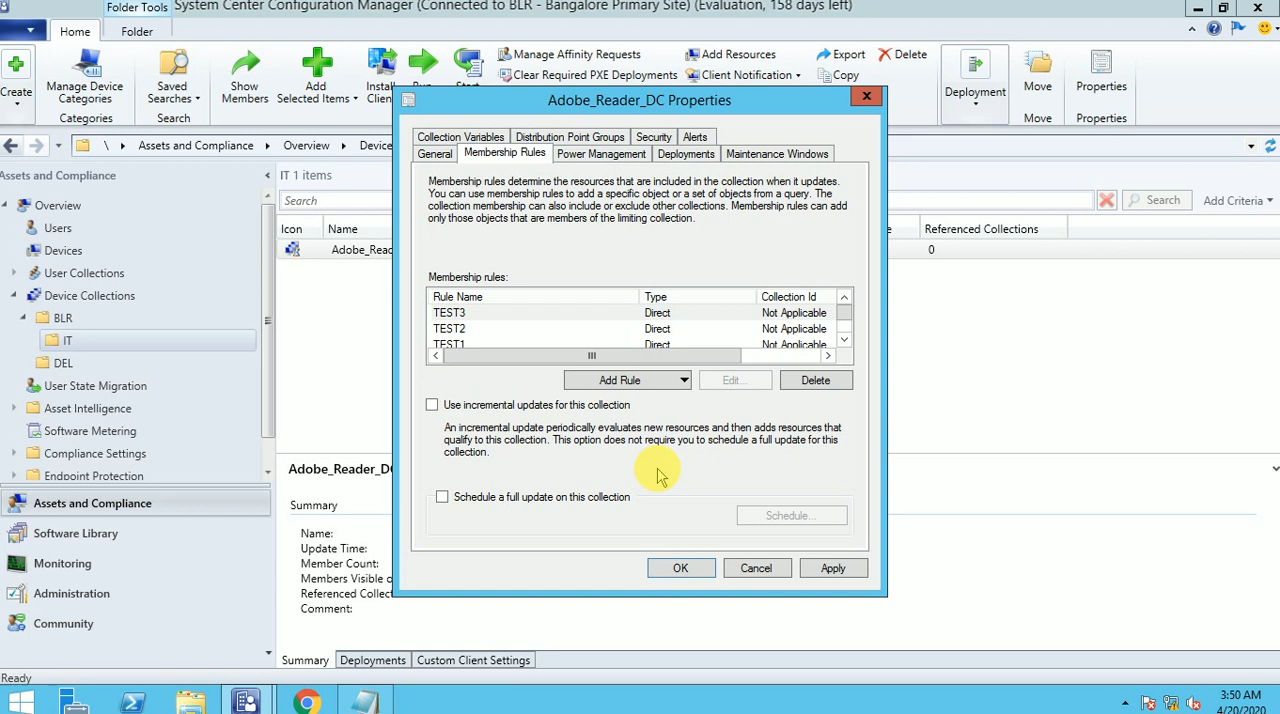 Folder Tools
System Center Configuration Manager (Connected to BLR - Bangalore Primary Site) (Evaluation, 158 days left)
Home
Folder
Create
Manage Device Categories
Saved Searches
Show Members
Add Selected Items
Install
Clien
Manage Affinity Requests
Clear Required PXE Deployments
Add Resources
Client Notification
Export
Copy
Delete
Deployment
Move
Properties
Categories
Search
Move
Properties
\ Assets and Compliance Overview
Assets and Compliance
Overview
Users
Devices
User Collections
Device Collections
BLR
IT
DEL
User State Migration
Asset Intelligence
Software Metering
Compliance Settings
Endpoint Protection
Assets and Compliance
Software Library
Monitoring
Administration
Community
Ready
IT 1 items
Search
Search
Add Criteria
Icon Name
Referenced Collections
0
Adobe_Reader_DC Properties
Collection Variables Distribution Point Groups Security Alerts
General Membership Rules Power Management Deployments Maintenance Windows
Membership rules determine the resources that are included in the collection when it updates.
You can use membership rules to add a specific object or a set of objects from a query. The
collection membership can also include or exclude other collections. Membership rules can add
only those objects that are members of the limiting collection.
Membership rules:
Rule Name Type Collection Id
TEST3 Direct Not Applicable
TEST2 Direct Not Applicable
TEST1 Direct Not Applicable
Add Rule Edit... Delete
Use incremental updates for this collection
An incremental update periodically evaluates new resources and then adds resources that
qualify to this collection. This option does not require you to schedule a full update for this
collection.
Schedule a full update on this collection
Schedule...
OK Cancel Apply
Adobe_Reader_D
Summary
Name:
Update Time:
Member Count:
Members Visible o
Referenced Collec
Comment:
Summary Deployments Custom Client Settings
3:50 AM
4/20/2020